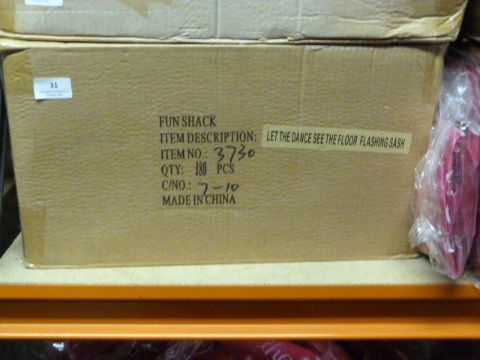 31
FUN SHACK
ITEM DESCRIPTION: LET THE DANCE SEE THE FLOOR FLASHING SASH
ITEM NO.: 3730
QTY: 180 PCS
C/NO.: 7-10
MADE IN CHINA